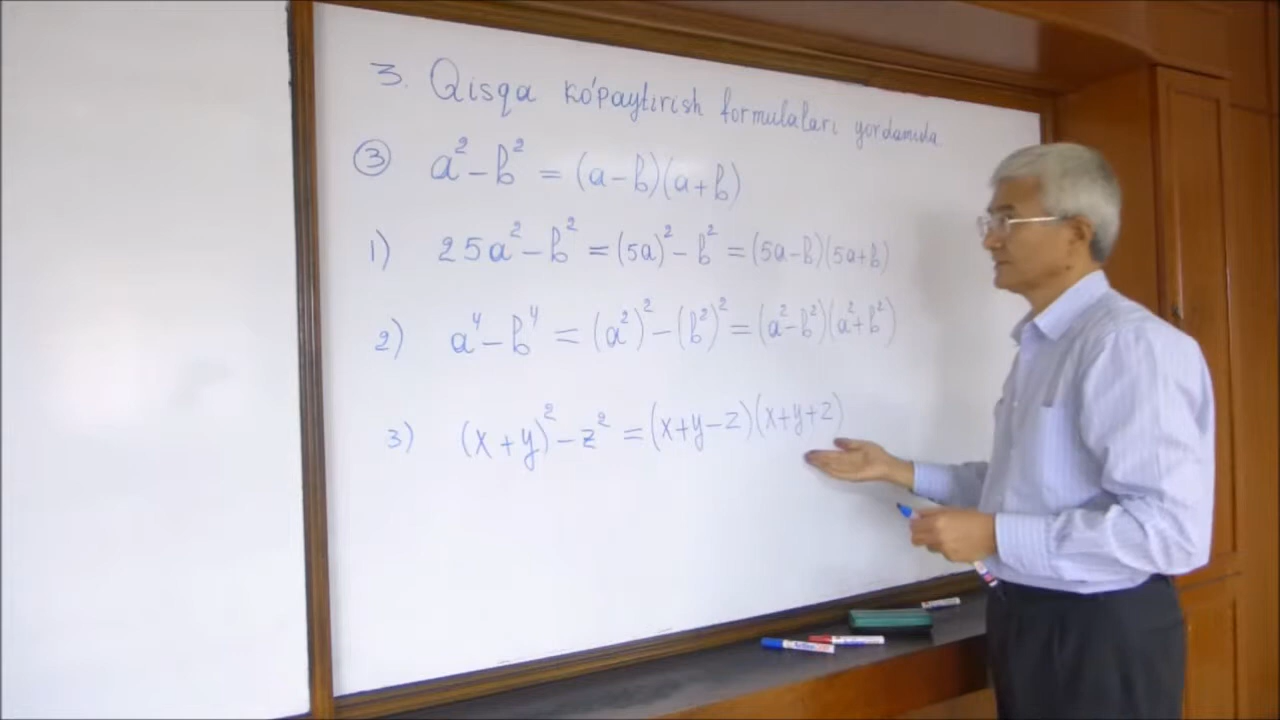 3. Qisqa ko'paytirish formulalari yordamida
③ a² - b² = (a-b)(a+b)
1) 25a² - b² = (5a)² - b² = (5a-b)(5a+b)
2) a⁴ - b⁴ = (a²)² - (b²)² = (a²-b²)(a²+b²)
3) (x+y)² - z² = (x+y-z)(x+y+z)